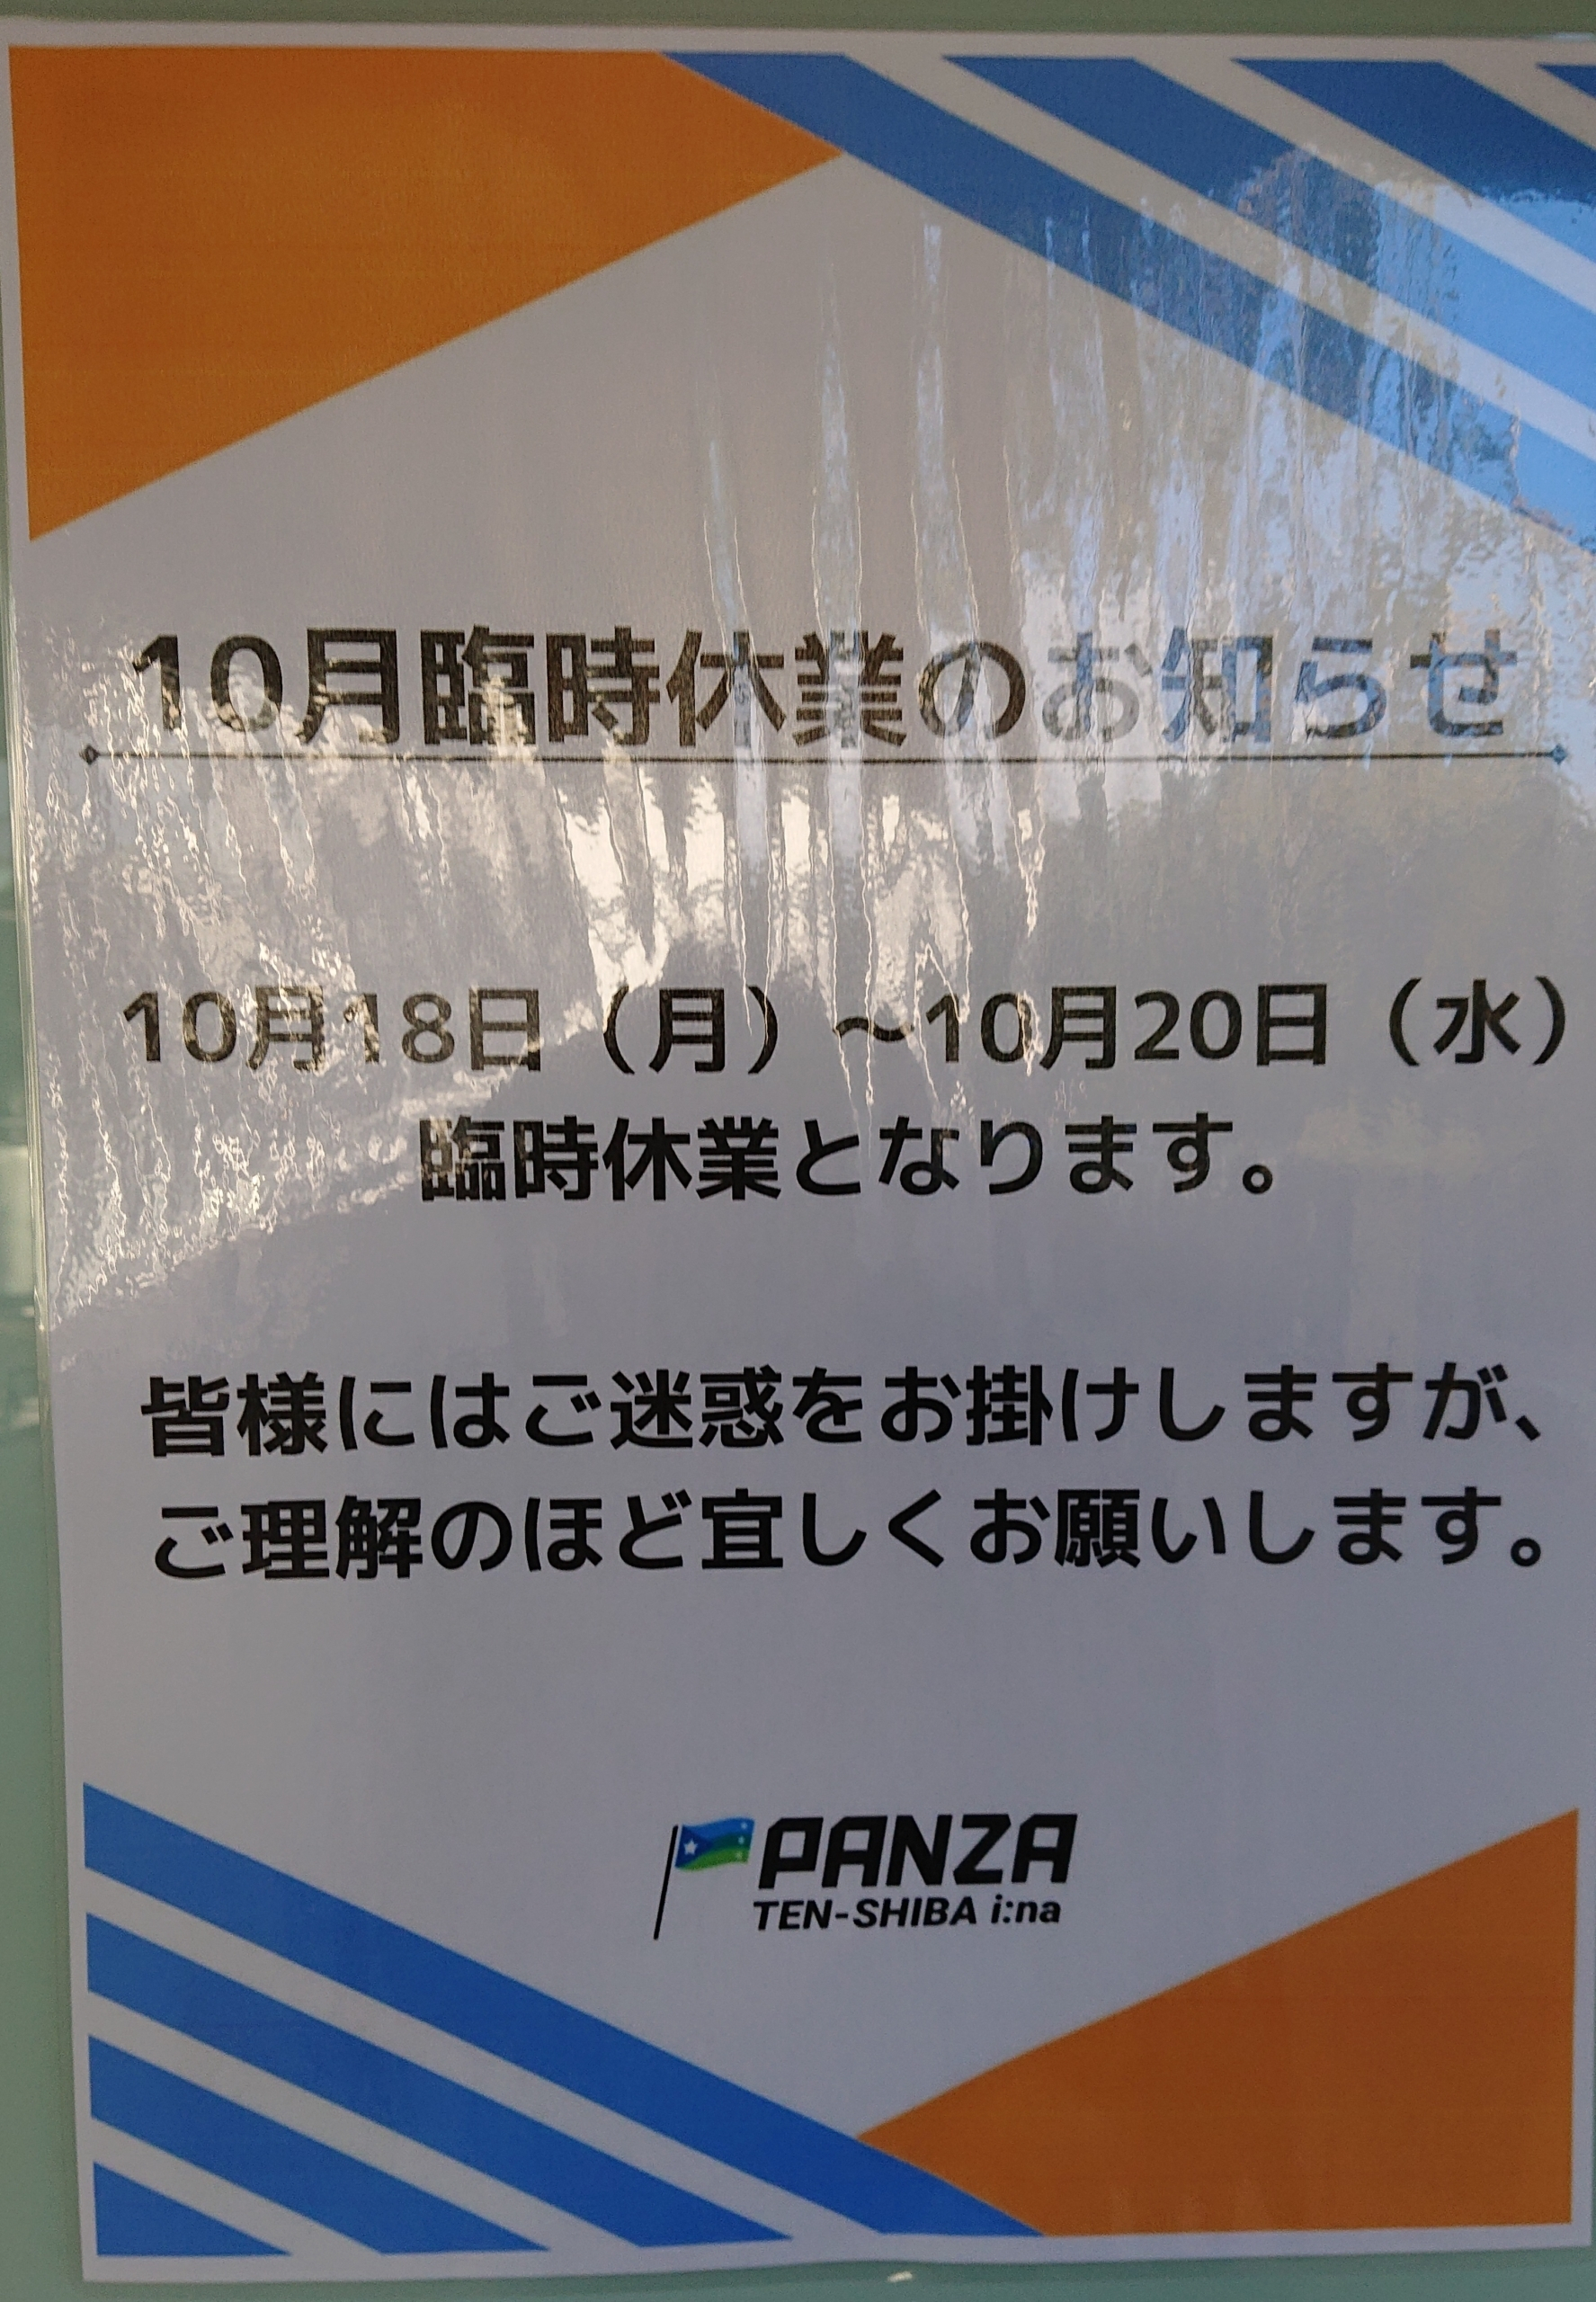 10月臨時休業のお知らせ
10月18日（月）～10月20日（水）
臨時休業となります。
皆様にはご迷惑をお掛けしますが、
ご理解のほど宜しくお願いします。
PANZA
TEN-SHIBA i:na